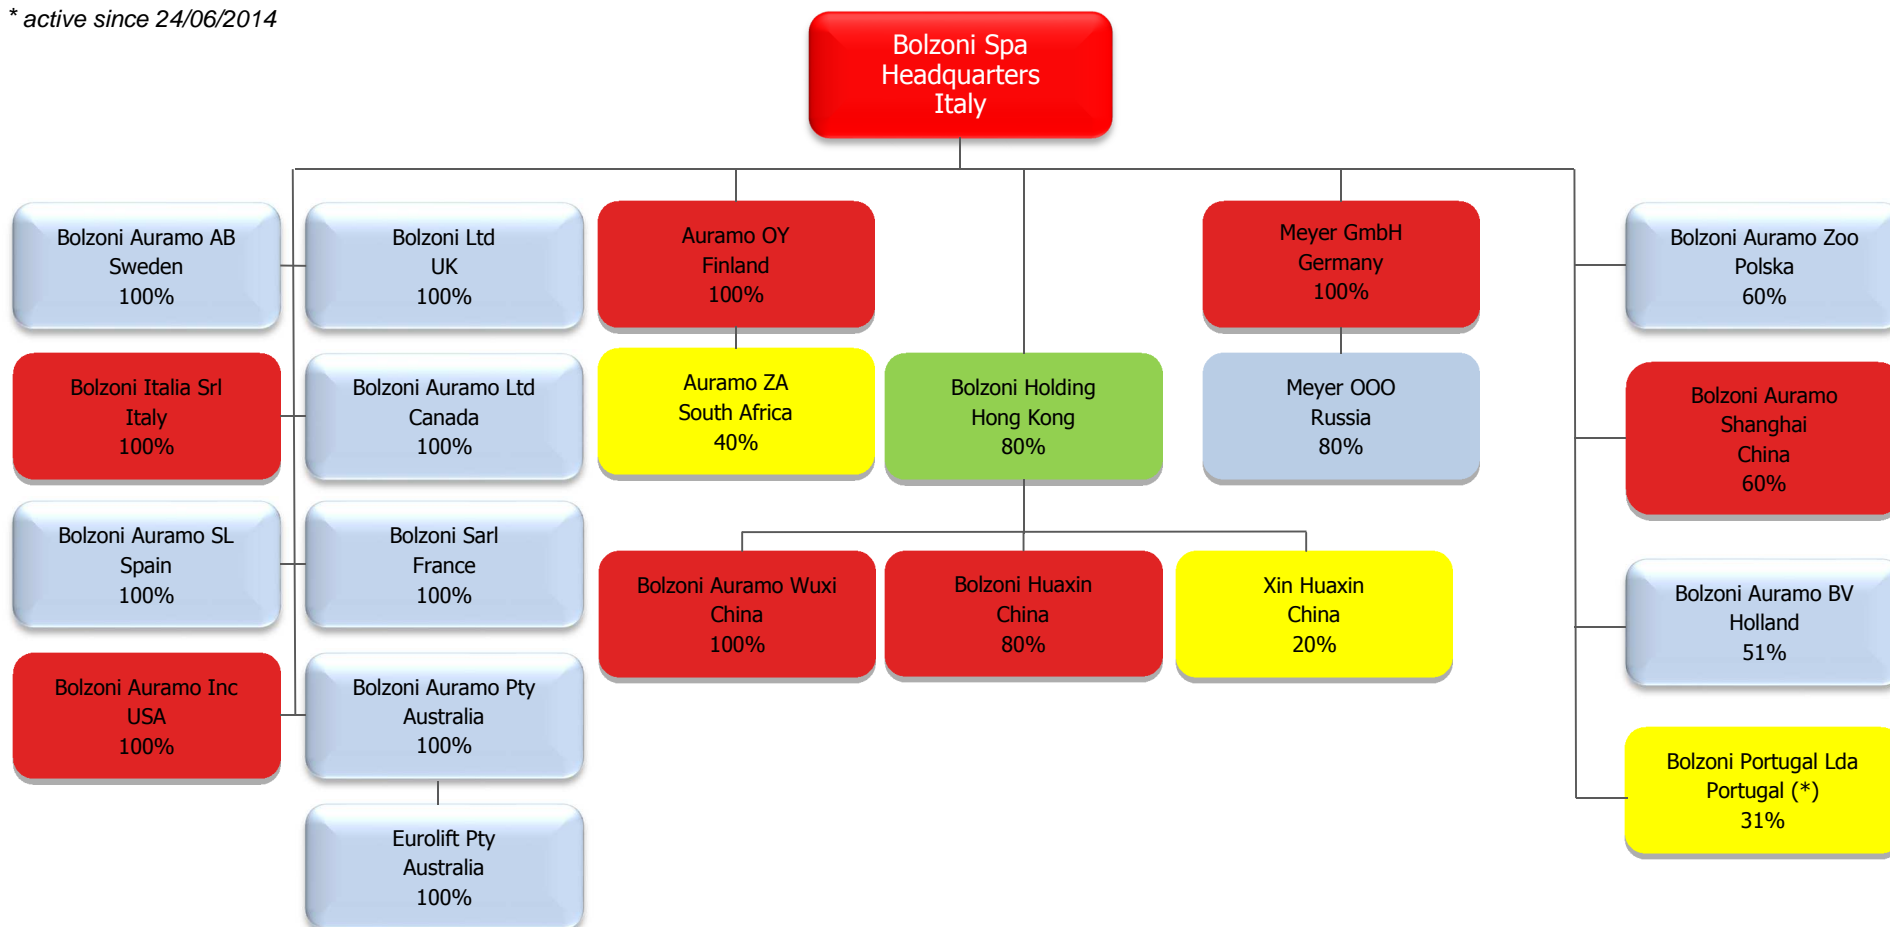 * active since 24/06/2014
Bolzoni Spa
Headquarters
Italy
Bolzoni Auramo AB
Sweden
100%
Bolzoni Ltd
UK
100%
Auramo OY
Finland
100%
Meyer GmbH
Germany
100%
Bolzoni Auramo Zoo
Polska
60%
Bolzoni Italia Srl
Italy
100%
Bolzoni Auramo Ltd
Canada
100%
Auramo ZA
South Africa
40%
Bolzoni Holding
Hong Kong
80%
Meyer OOO
Russia
80%
Bolzoni Auramo
Shanghai
China
60%
Bolzoni Auramo SL
Spain
100%
Bolzoni Sarl
France
100%
Bolzoni Auramo Wuxi
China
100%
Bolzoni Huaxin
China
80%
Xin Huaxin
China
20%
Bolzoni Auramo BV
Holland
51%
Bolzoni Auramo Inc
USA
100%
Bolzoni Auramo Pty
Australia
100%
Bolzoni Portugal Lda
Portugal (*)
31%
Eurolift Pty
Australia
100%